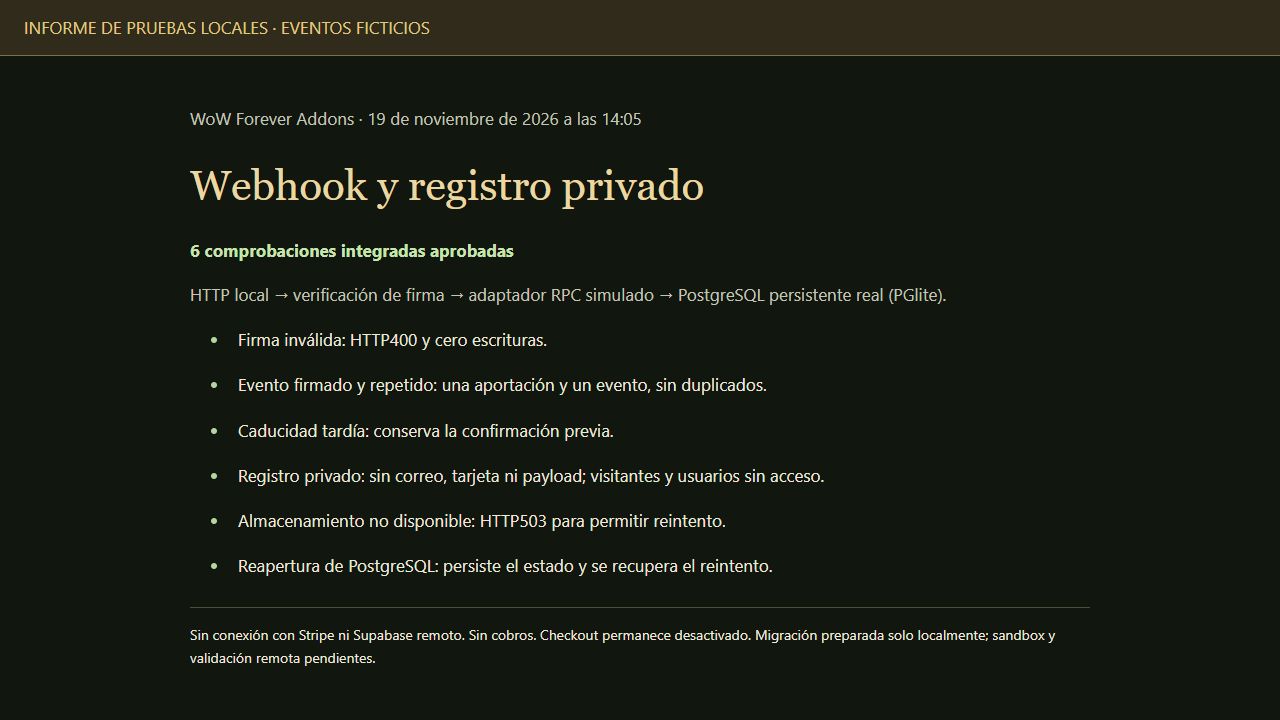 INFORME DE PRUEBAS LOCALES · EVENTOS FICTICIOS
WoW Forever Addons · 19 de noviembre de 2026 a las 14:05
Webhook y registro privado
6 comprobaciones integradas aprobadas
HTTP local → verificación de firma → adaptador RPC simulado → PostgreSQL persistente real (PGlite).
• Firma inválida: HTTP400 y cero escrituras.
• Evento firmado y repetido: una aportación y un evento, sin duplicados.
• Caducidad tardía: conserva la confirmación previa.
• Registro privado: sin correo, tarjeta ni payload; visitantes y usuarios sin acceso.
• Almacenamiento no disponible: HTTP503 para permitir reintento.
• Reapertura de PostgreSQL: persiste el estado y se recupera el reintento.
Sin conexión con Stripe ni Supabase remoto. Sin cobros. Checkout permanece desactivado. Migración preparada solo localmente; sandbox y
validación remota pendientes.